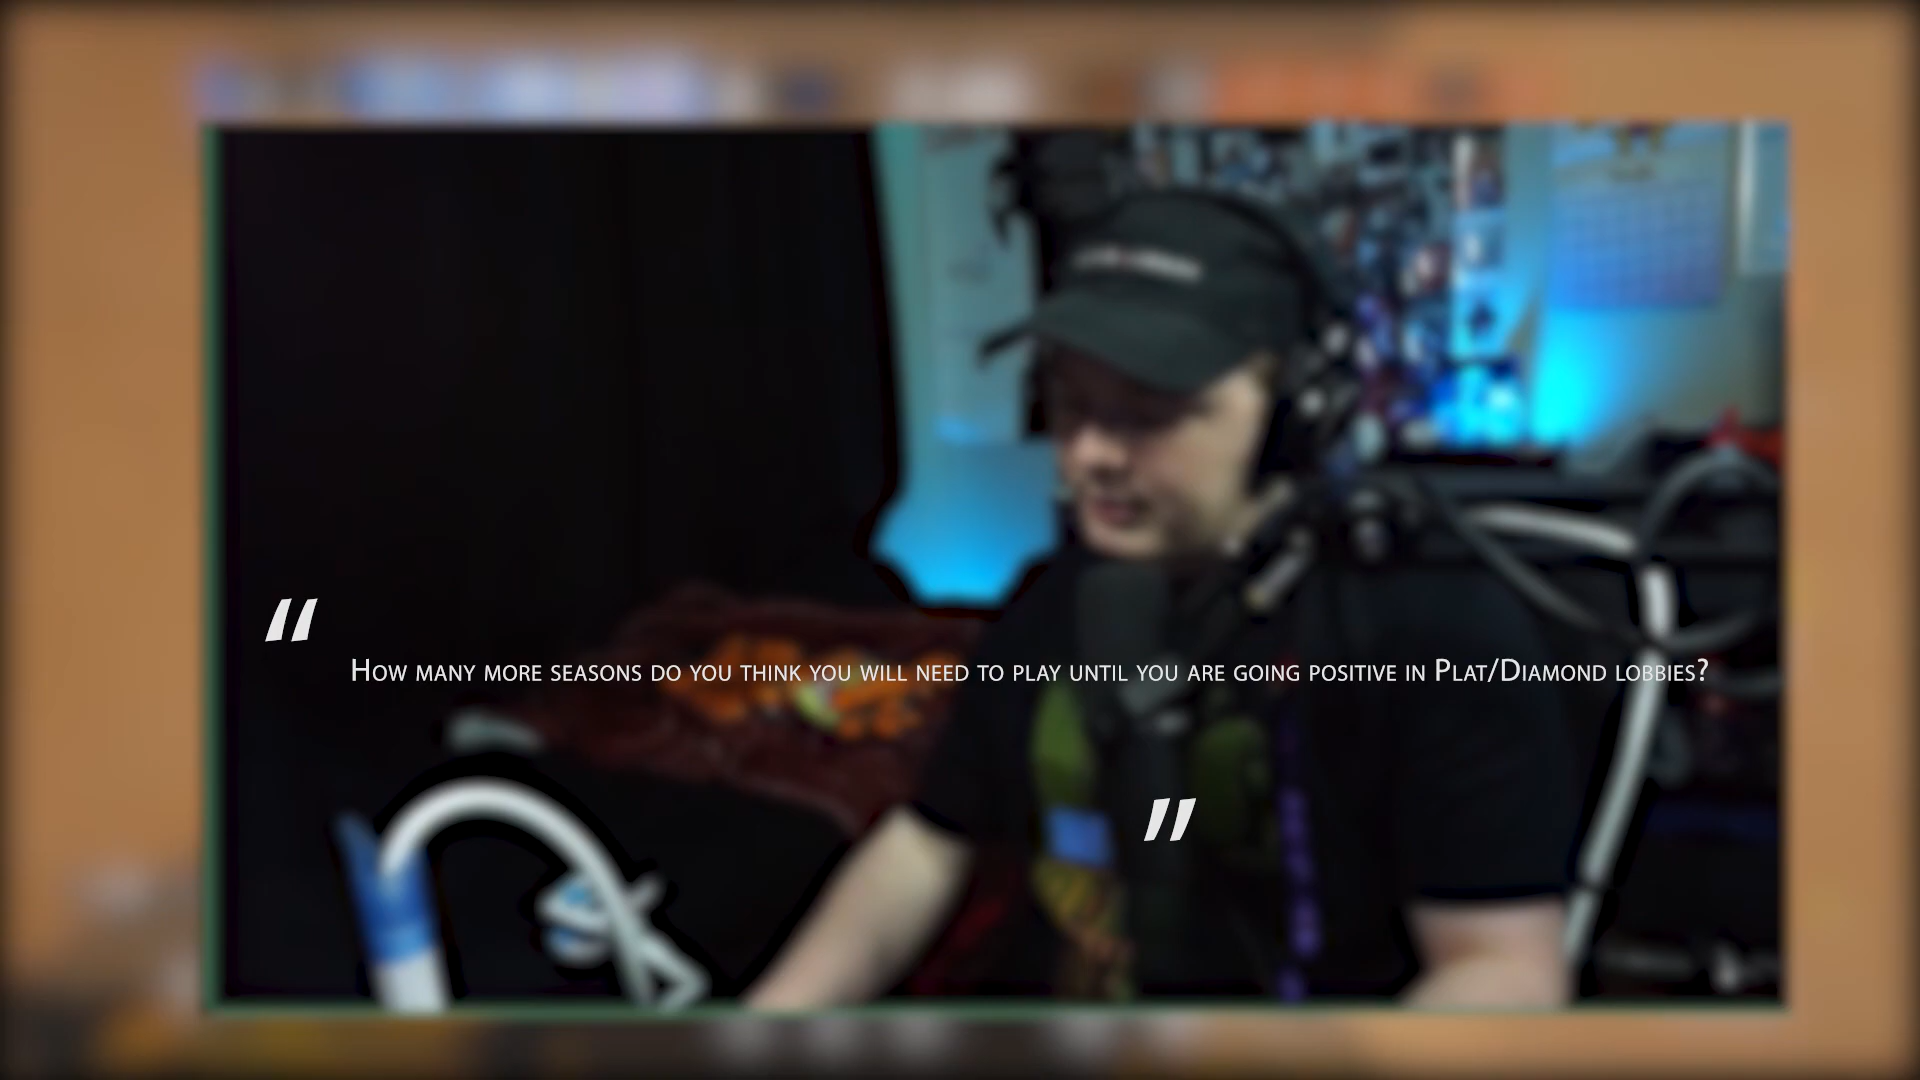 “
How many more seasons do you think you will need to play until you are going positive in Plat/Diamond lobbies?
”